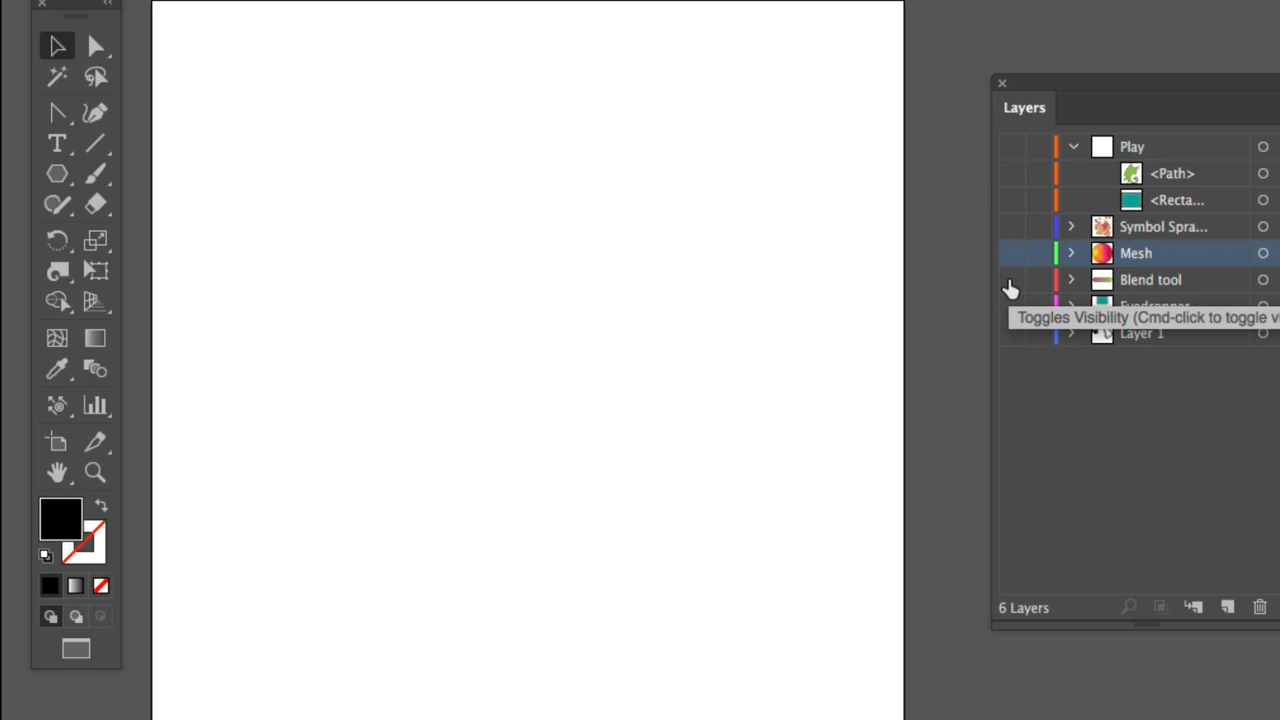 Layers
Play
<Path>
<Recta...
Symbol Spra...
Mesh
Blend tool
Eyedropper
Toggles Visibility (Cmd-click to toggle v
Layer 1
6 Layers